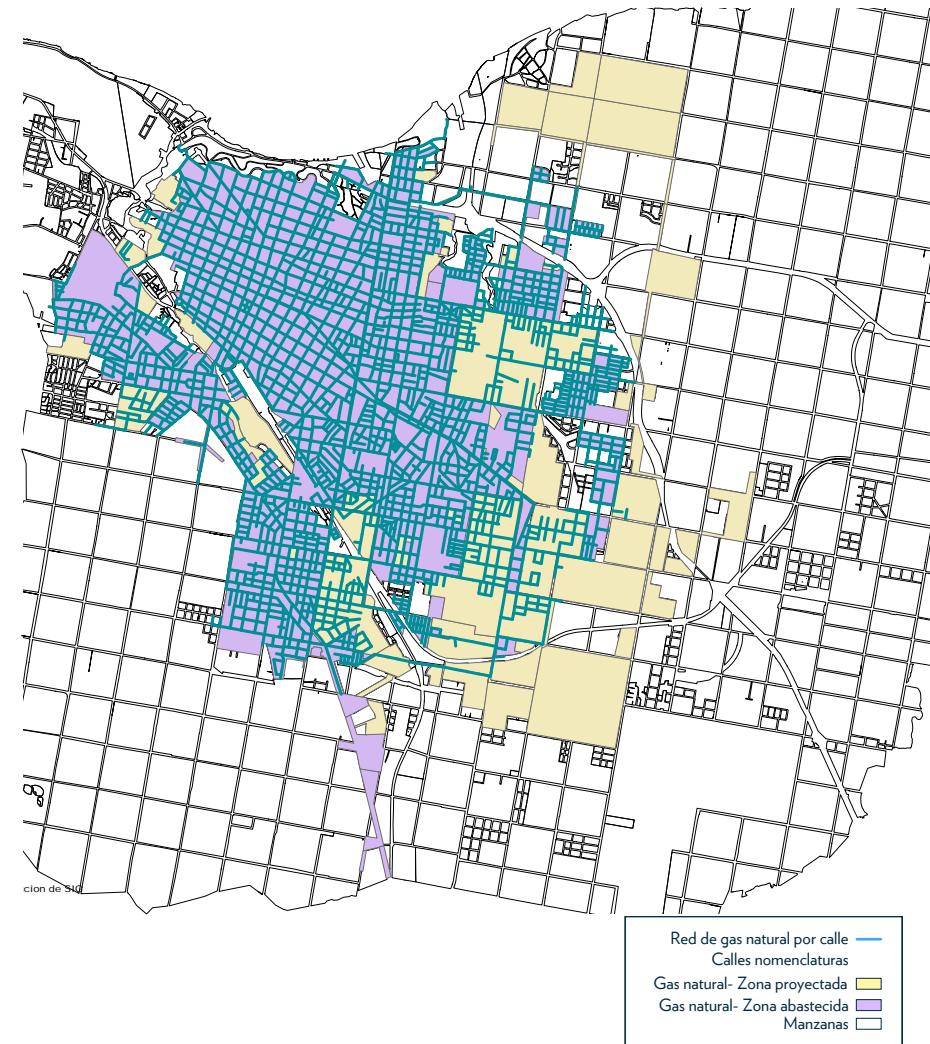 cion de SIG
Red de gas natural por calle
Calles nomenclaturas
Gas natural- Zona proyectada
Gas natural- Zona abastecida
Manzanas